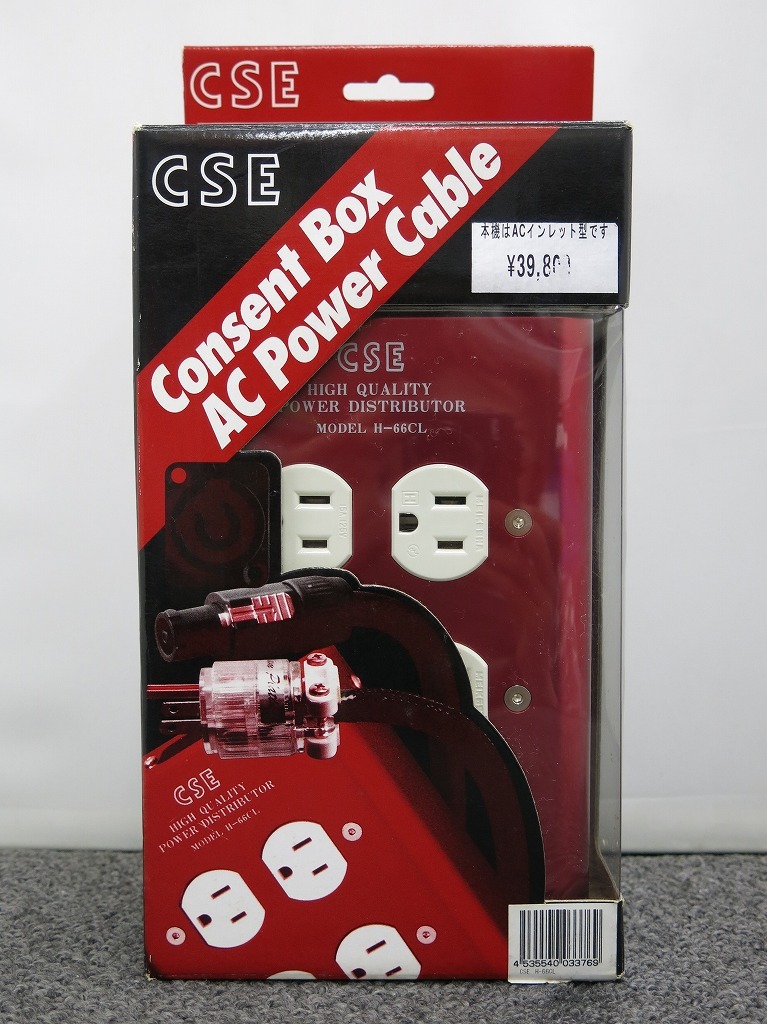 CSE
CSE
Consent Box
AC Power Cable
本機はACインレット型です
¥39,800
CSE
HIGH QUALITY
POWER DISTRIBUTOR
MODEL H-66CL
CSE
HIGH QUALITY
POWER DISTRIBUTOR
MODEL H-66CL
4 535540 033769
CSE H-66CL